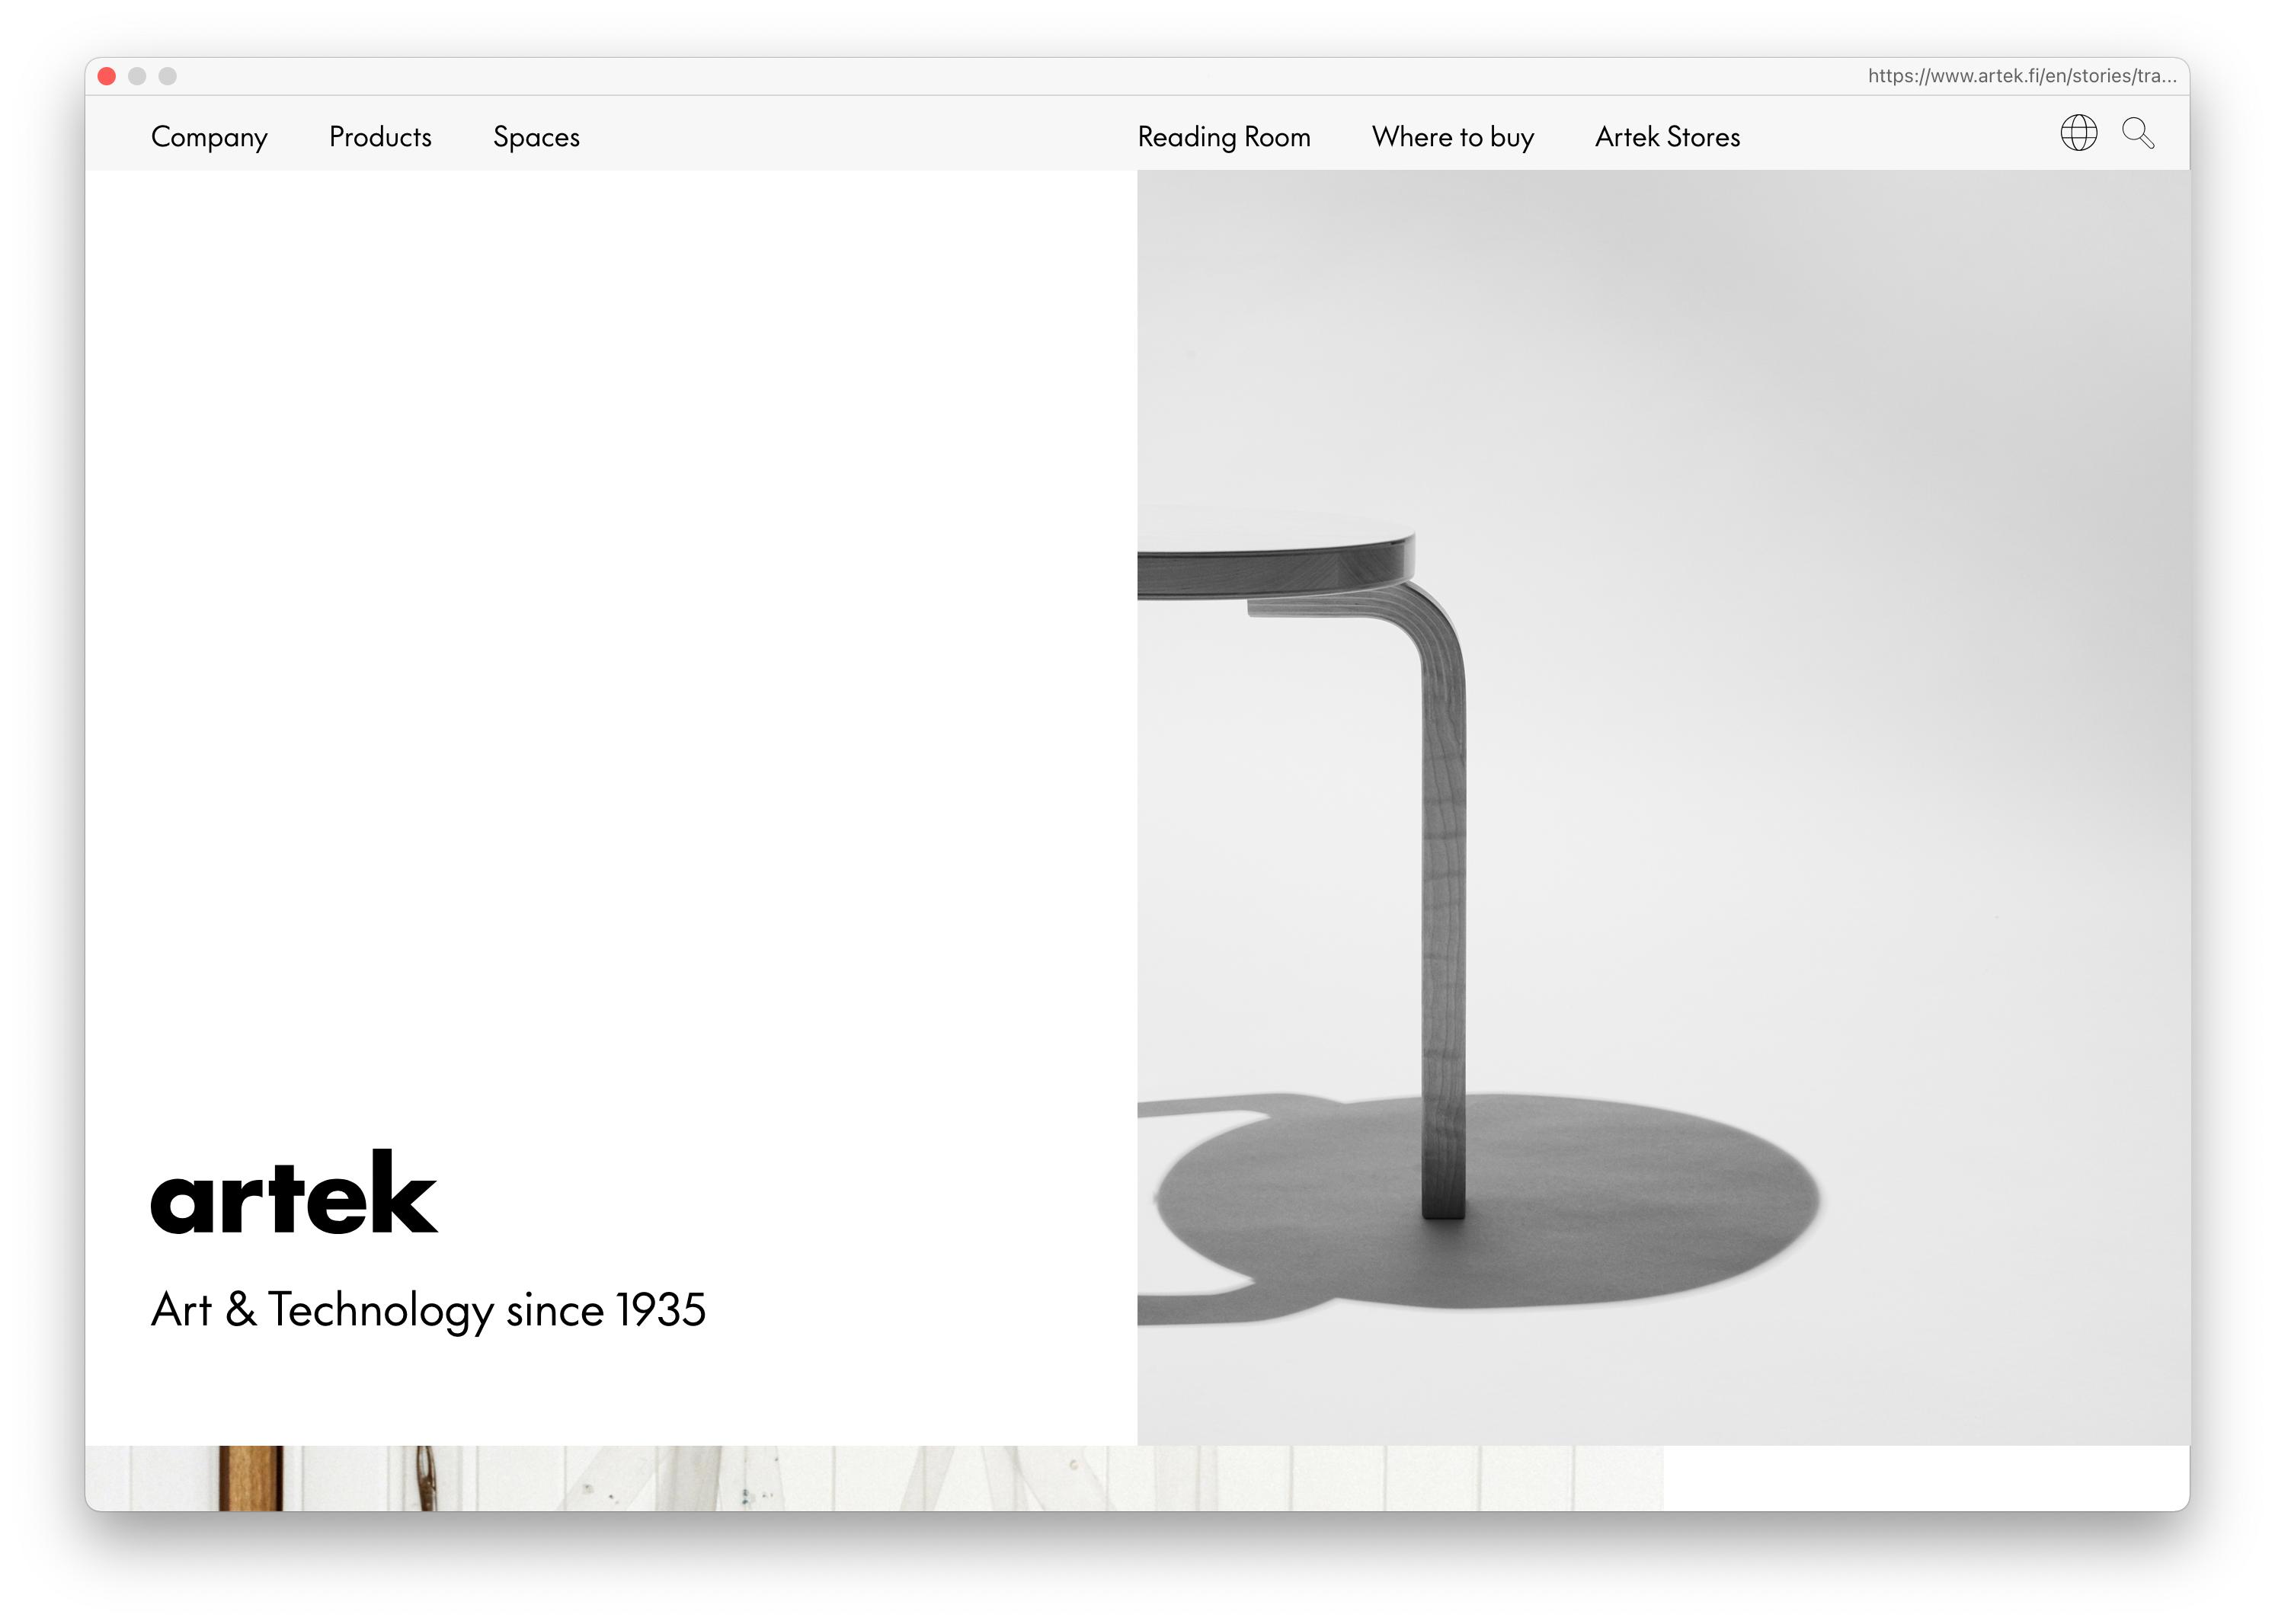 https://www.artek.fi/en/stories/tra...
Company Products Spaces Reading Room Where to buy Artek Stores
artek
Art & Technology since 1935